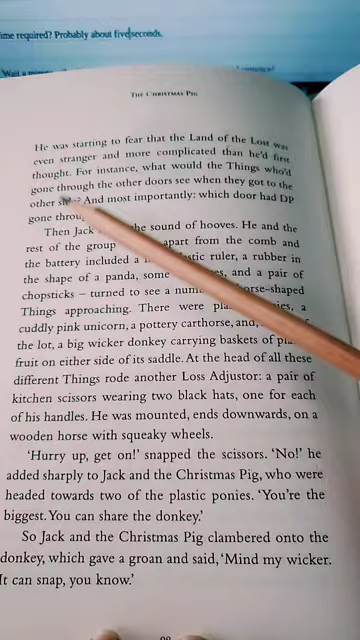 ime required? Probably about five seconds.
Wait a
THE CHRISTMAS PIG
He was starting to fear that the Land of the Lost was
even stranger and more complicated than he'd first
thought. For instance, what would the Things who'd
gone through the other doors see when they got to the
other And most importantly: which door had DP
gone
Then Jack the sound of hooves. He and the
rest of the group apart from the comb and
the battery included a ruler, a rubber in
the shape of a panda, some and a pair of
chopsticks – turned to see a
Things approaching. There were
cuddly pink unicorn, a pottery carthorse, and,
the lot, a big wicker donkey carrying baskets of
fruit on either side of its saddle. At the head of all these
different Things rode another Loss Adjustor: a pair of
kitchen scissors wearing two black hats, one for each
of his handles. He was mounted, ends downwards, on a
wooden horse with squeaky wheels.
'Hurry up, get on!' snapped the scissors. 'No!' he
added sharply to Jack and the Christmas Pig, who were
headed towards two of the plastic ponies. 'You're the
biggest. You can share the donkey.'
So Jack and the Christmas Pig clambered onto the
donkey, which gave a groan and said, 'Mind my wicker.
It can snap, you know.'